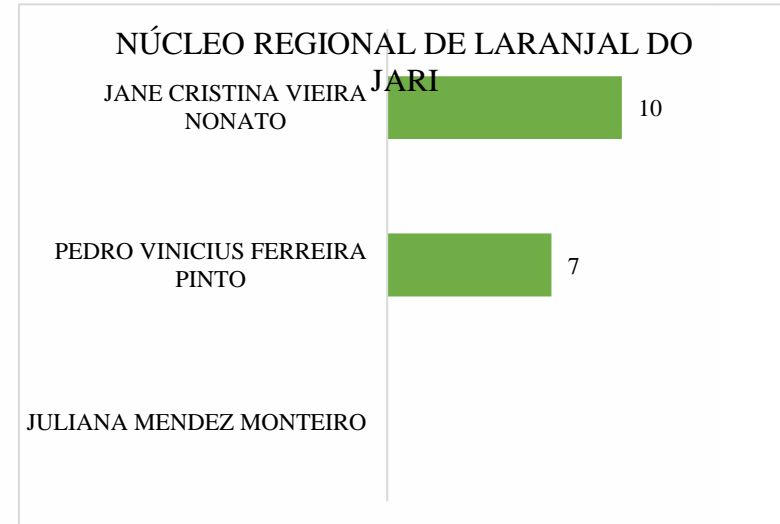 NÚCLEO REGIONAL DE LARANJAL DO
JARI
JANE CRISTINA VIEIRA
NONATO
10
PEDRO VINICIUS FERREIRA
PINTO
7
JULIANA MENDEZ MONTEIRO